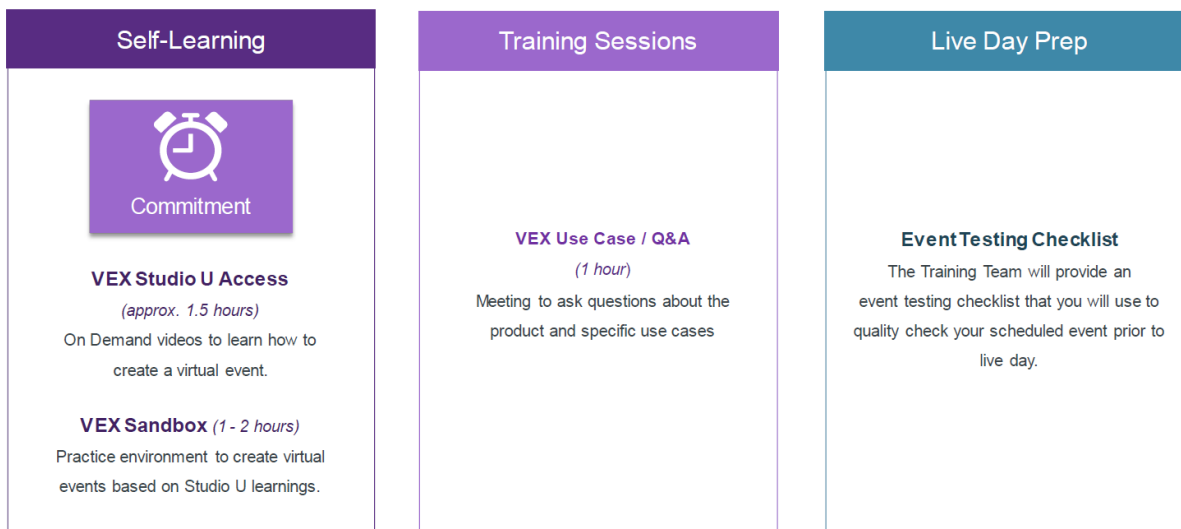 Self-Learning
Commitment
VEX Studio U Access
(approx. 1.5 hours)
On Demand videos to learn how to
create a virtual event.
VEX Sandbox (1 - 2 hours)
Practice environment to create virtual
events based on Studio U learnings.
Training Sessions
VEX Use Case / Q&A
(1 hour)
Meeting to ask questions about the
product and specific use cases
Live Day Prep
Event Testing Checklist
The Training Team will provide an
event testing checklist that you will use to
quality check your scheduled event prior to
live day.